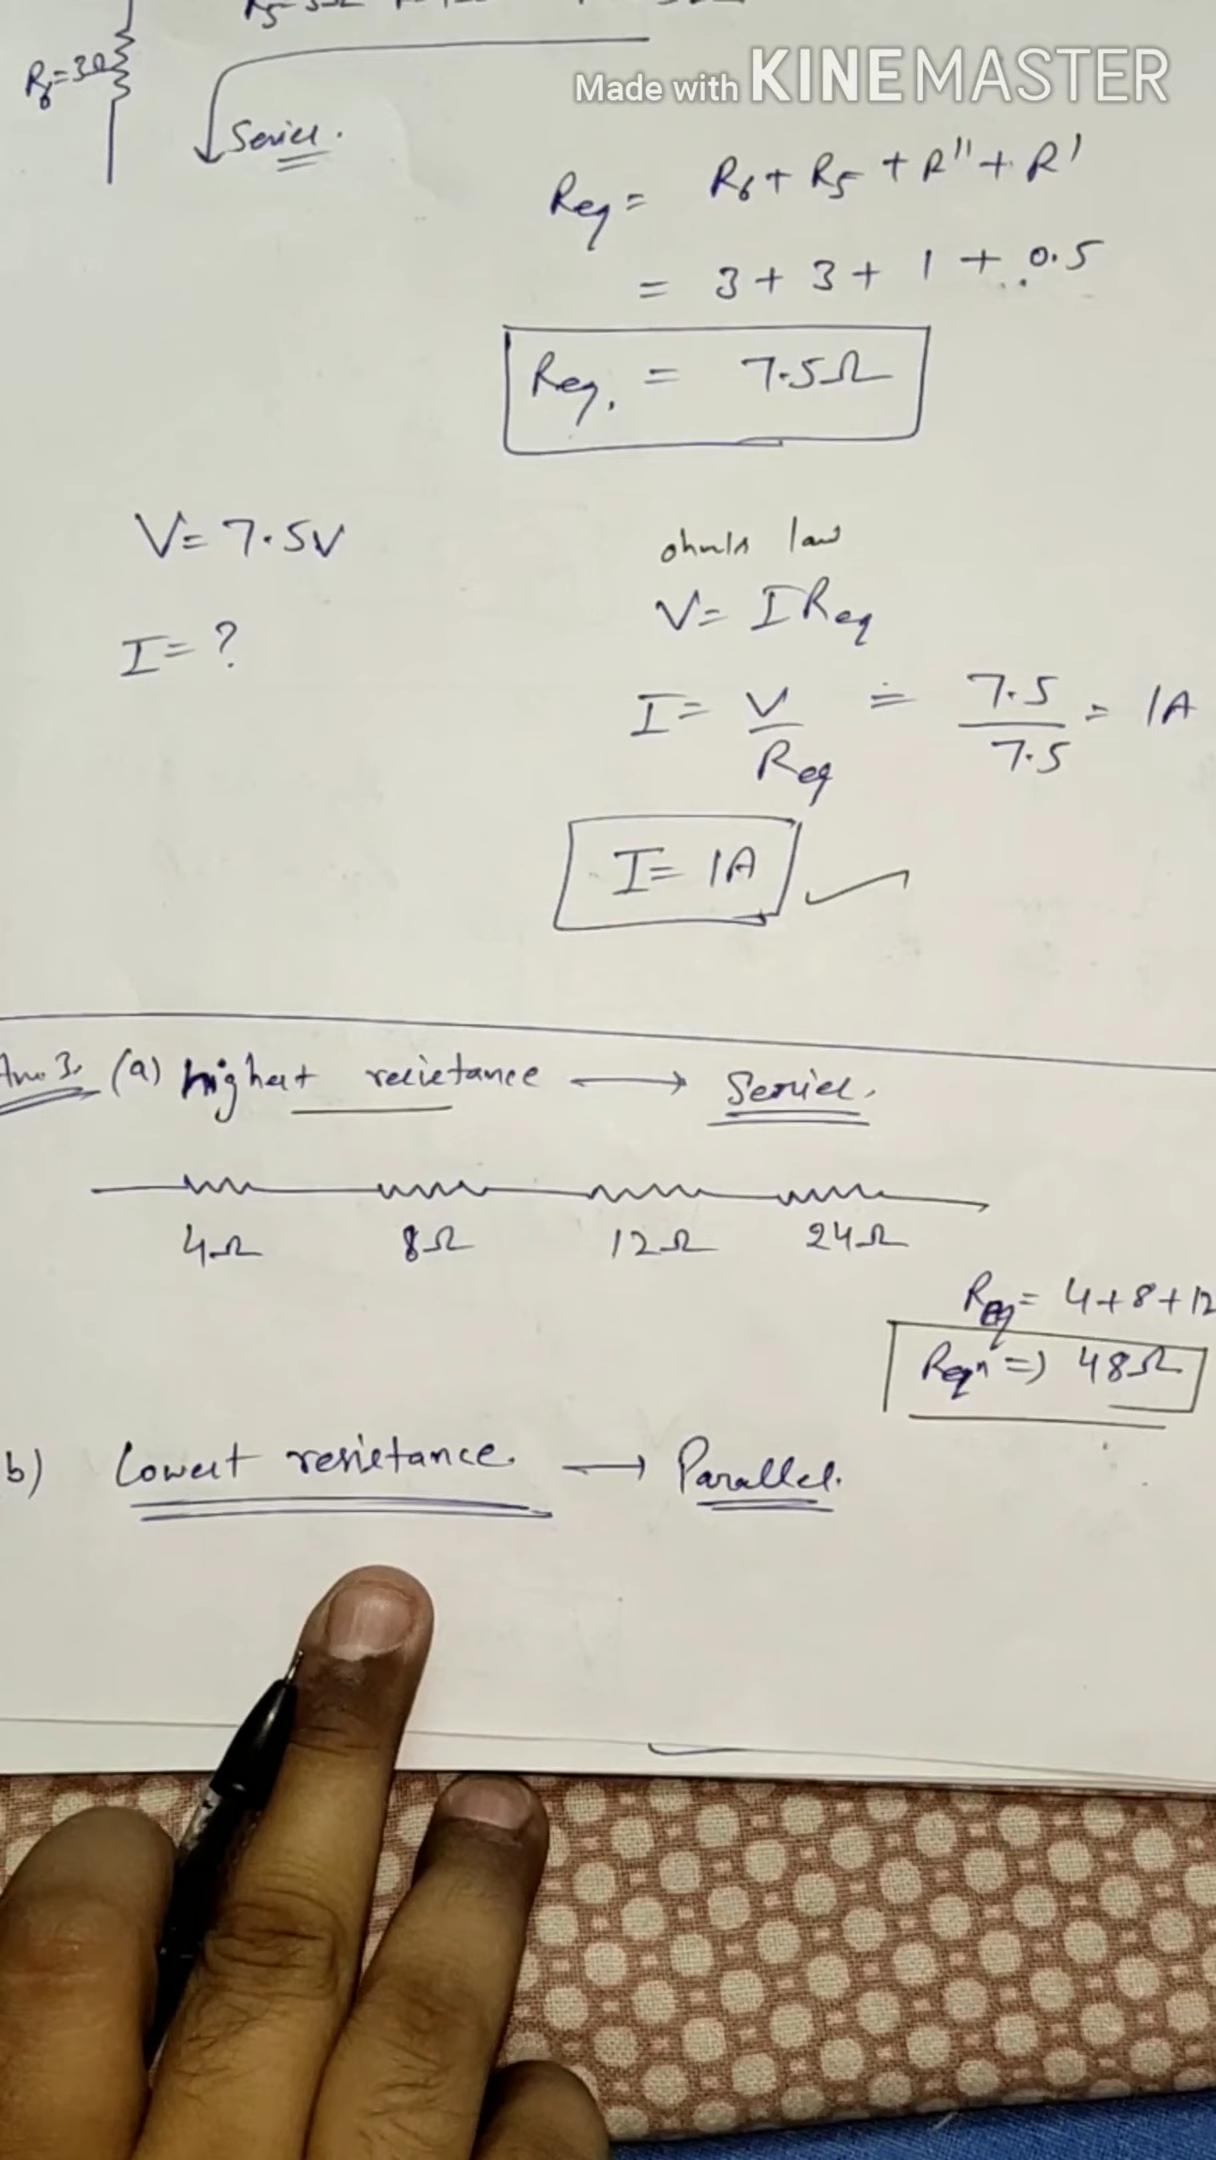 Made with KINEMASTER
R6=3Ω
Series.
Req = R6 + R5 + R" + R'
= 3 + 3 + 1 + 0.5
Req. = 7.5Ω
V= 7.5V
ohm's law
V= I Req
I= ?
I= V/Req = 7.5/7.5 = 1A
I= 1A
Ans 3. (a) highest resistance → Series.
4Ω 8Ω 12Ω 24Ω
Req = 4+8+12
Reqn => 48Ω
b) Lowest resistance. → Parallel.